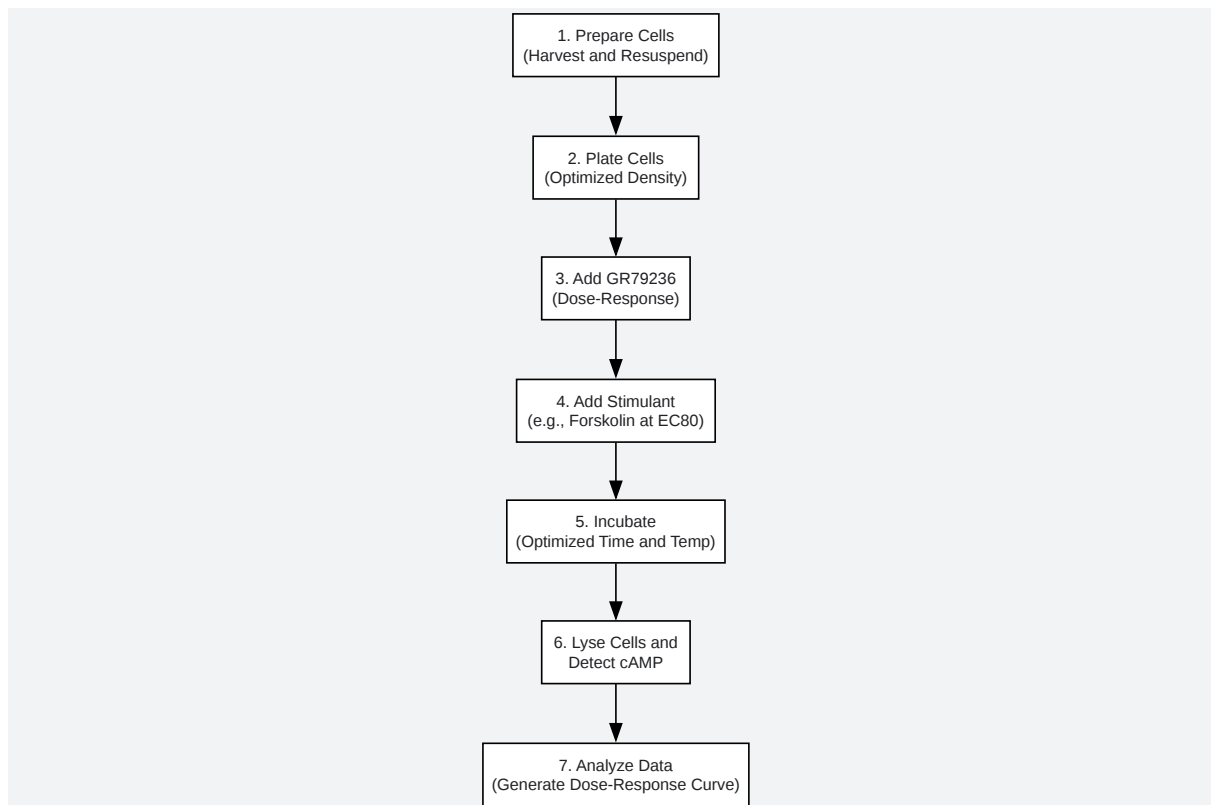 1. Prepare Cells
(Harvest and Resuspend)
2. Plate Cells
(Optimized Density)
3. Add GR79236
(Dose-Response)
4. Add Stimulant
(e.g., Forskolin at EC80)
5. Incubate
(Optimized Time and Temp)
6. Lyse Cells and
Detect cAMP
7. Analyze Data
(Generate Dose-Response Curve)